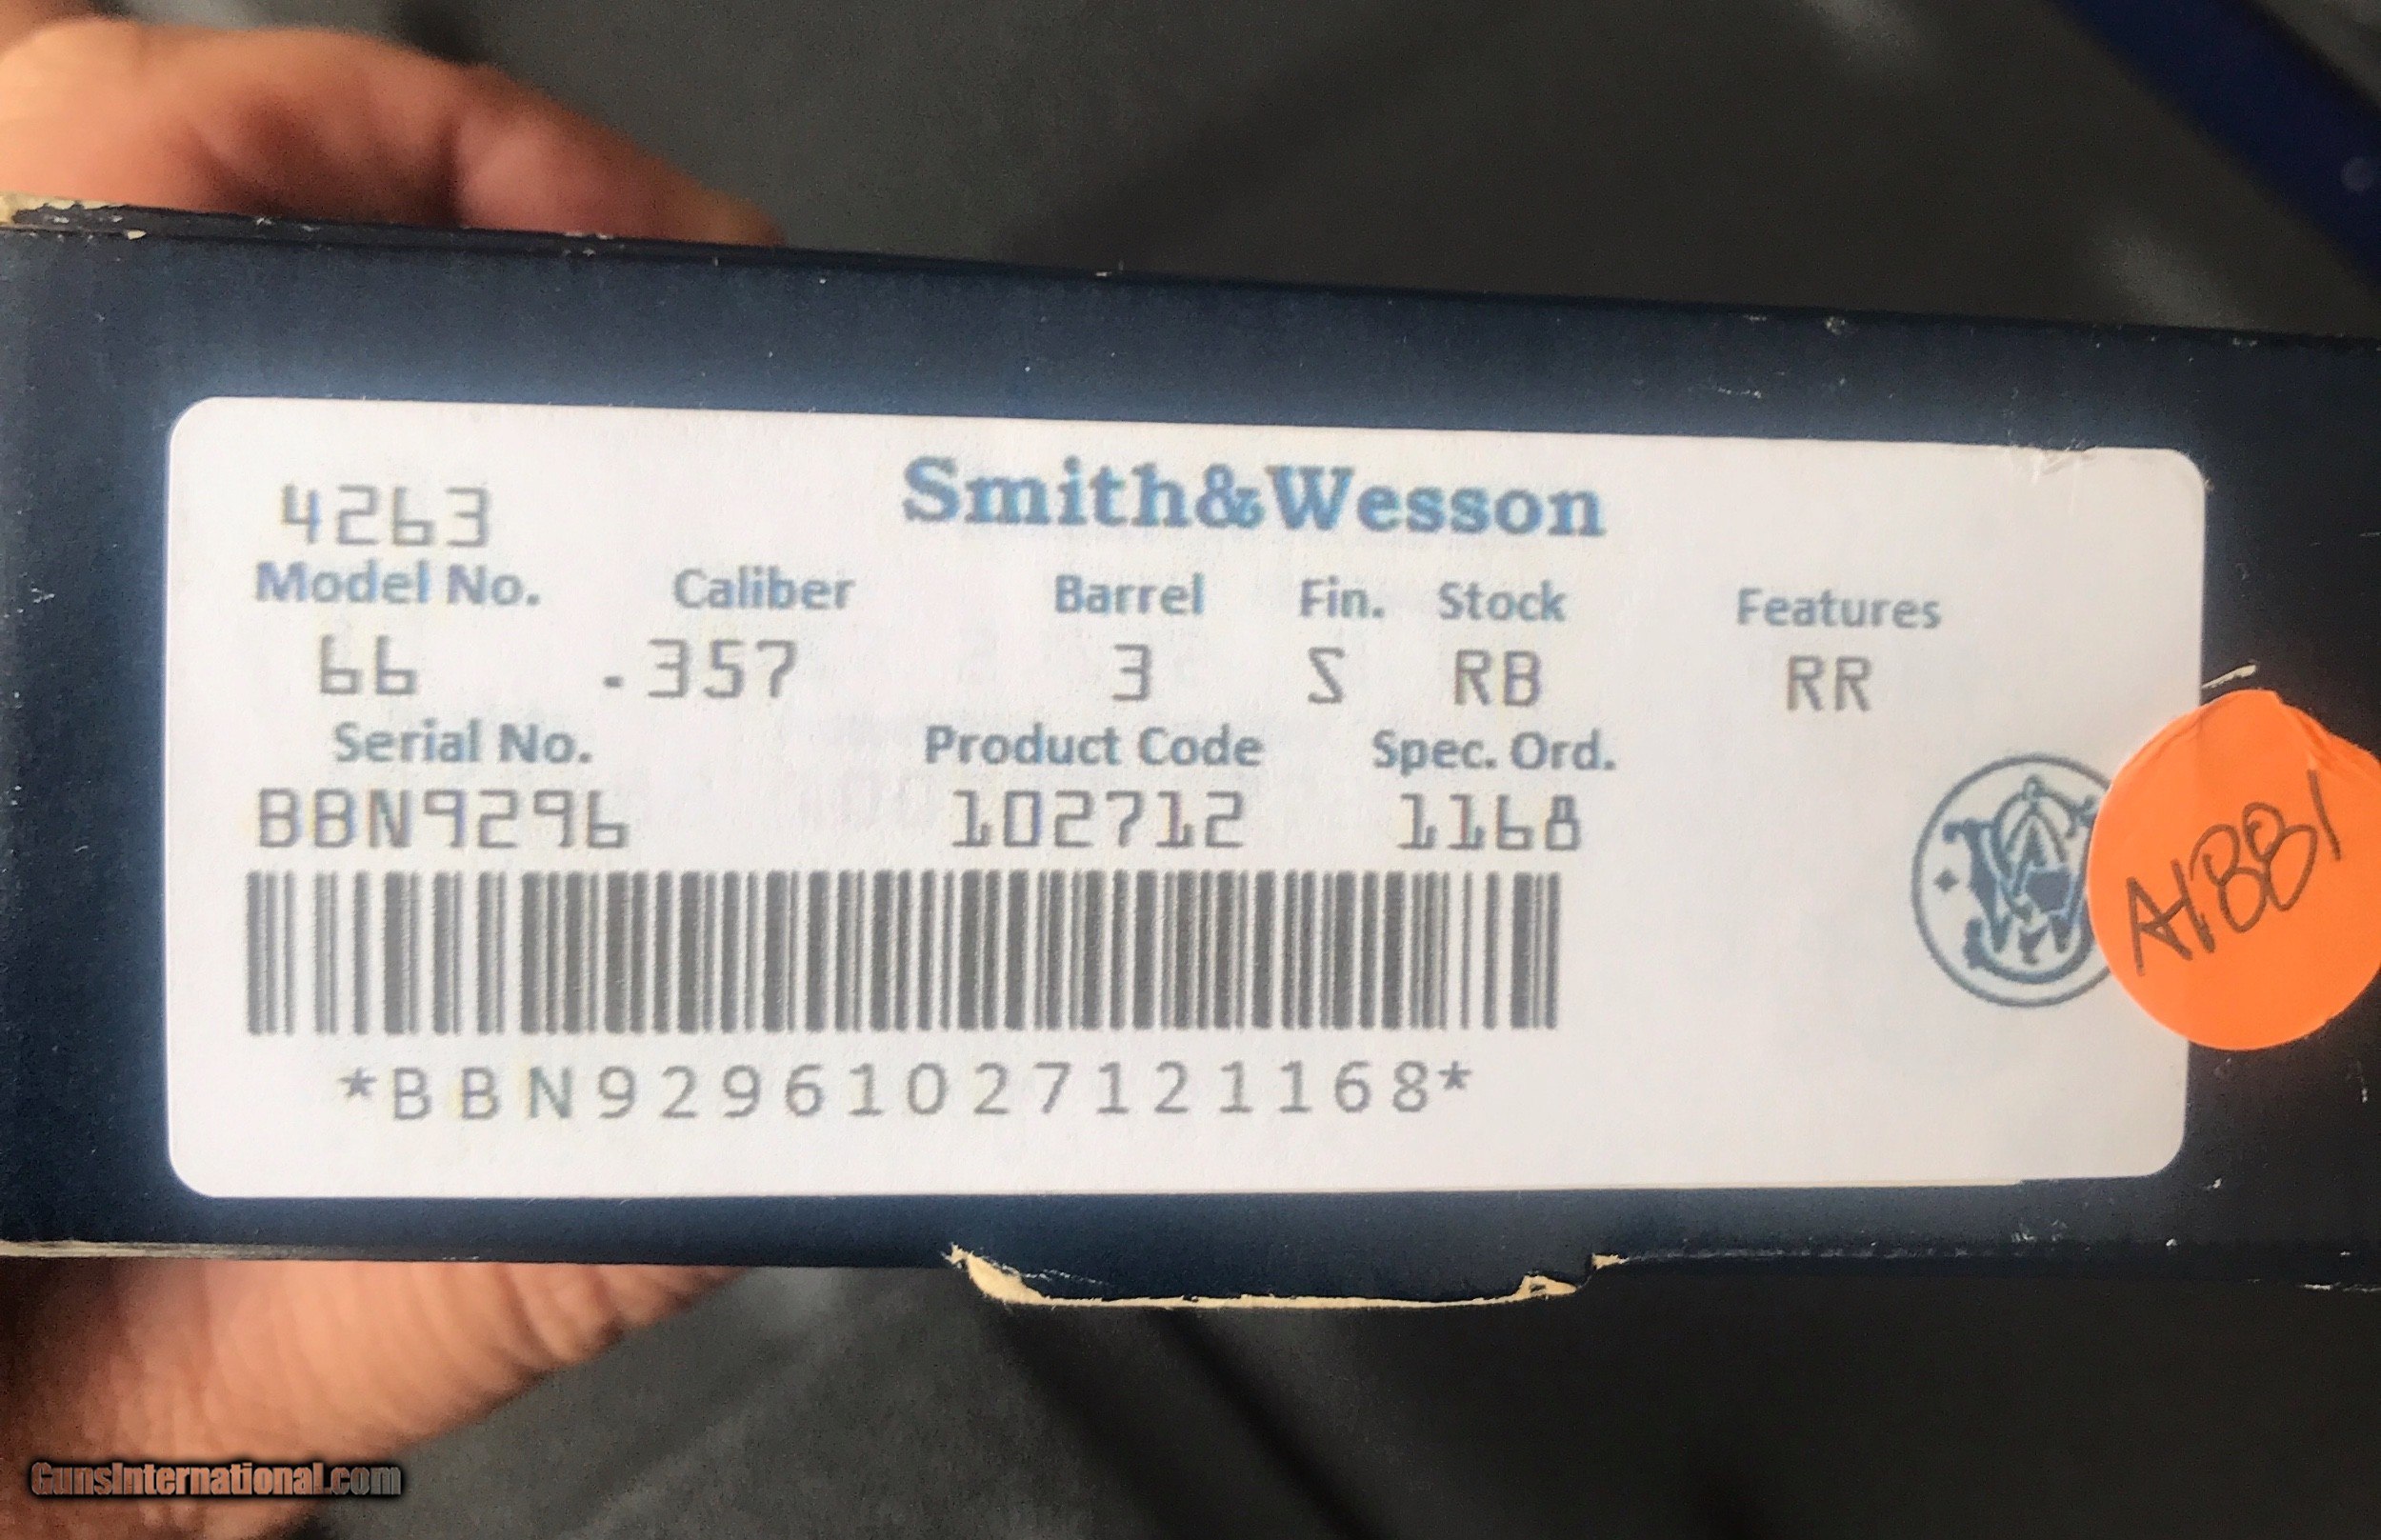 4263
Smith&Wesson
Model No. Caliber Barrel Fin. Stock Features
66 .357 3 S RB RR
Serial No. Product Code Spec. Ord.
BBN9296 102712 1168
*BBN92961027121168*
A1881
GunsInternational.com